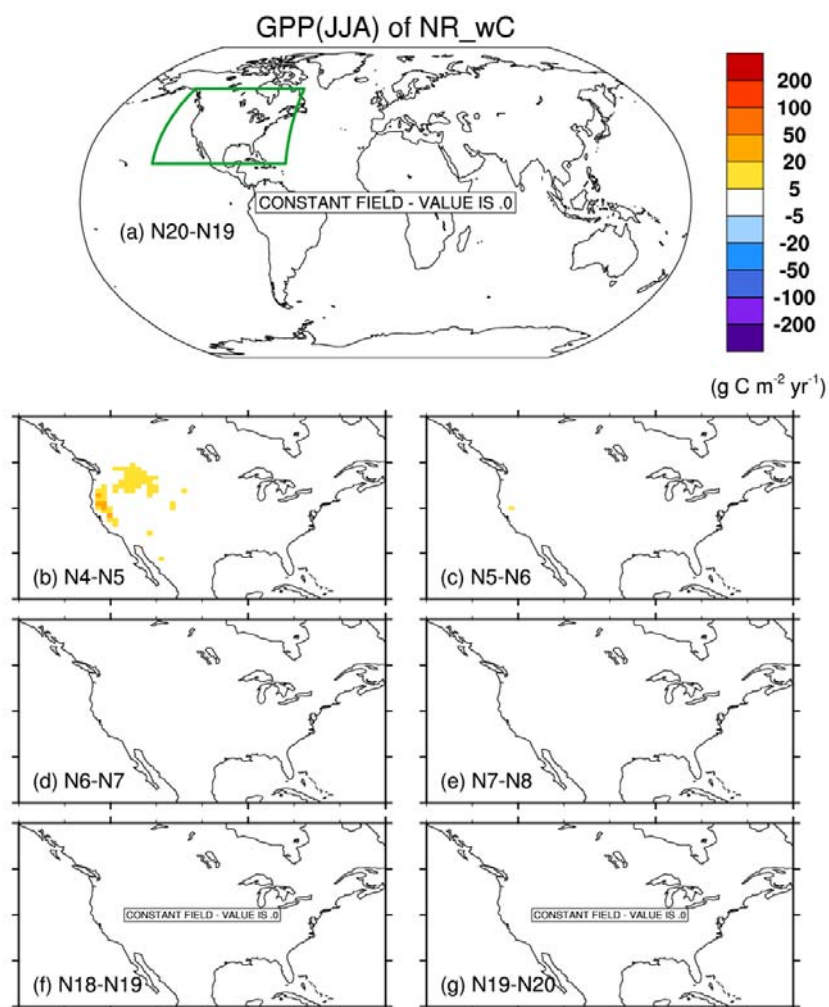 GPP(JJA) of NR_wC
CONSTANT FIELD - VALUE IS .0
(a) N20-N19
200
100
50
20
5
-5
-20
-50
-100
-200
(g C m⁻² yr⁻¹)
(b) N4-N5
(c) N5-N6
(d) N6-N7
(e) N7-N8
CONSTANT FIELD - VALUE IS .0
(f) N18-N19
CONSTANT FIELD - VALUE IS .0
(g) N19-N20